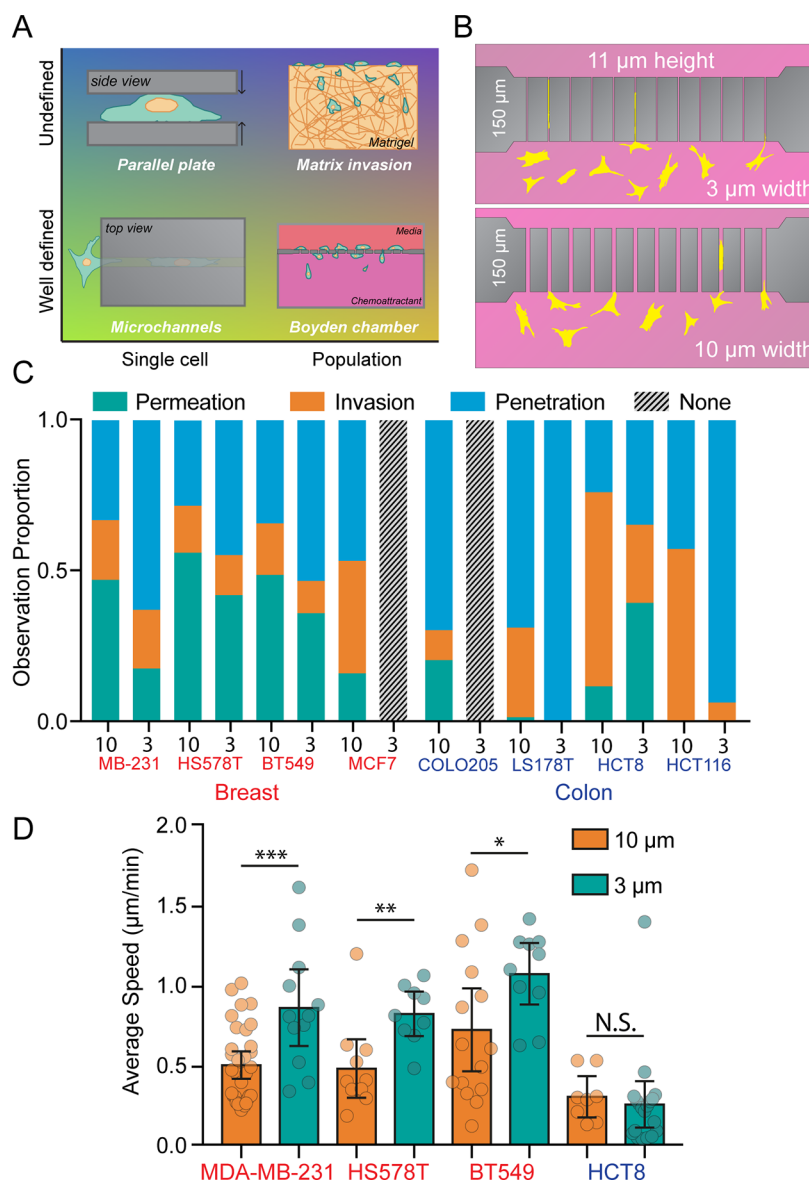 A
Undefined
Well defined
side view
Parallel plate
Matrigel
Matrix invasion
top view
Microchannels
Media
Chemoattractant
Boyden chamber
Single cell
Population
B
11 µm height
150 µm
3 µm width
150 µm
10 µm width
C
Permeation Invasion Penetration None
Observation Proportion
1.0
0.5
0.0
10 3 10 3 10 3 10 3 10 3 10 3 10 3 10 3
MB-231 HS578T BT549 MCF7 COLO205 LS178T HCT8 HCT116
Breast Colon
D
Average Speed (µm/min)
2.0
1.5
1.0
0.5
0.0
***
**
*
N.S.
10 µm
3 µm
MDA-MB-231 HS578T BT549 HCT8